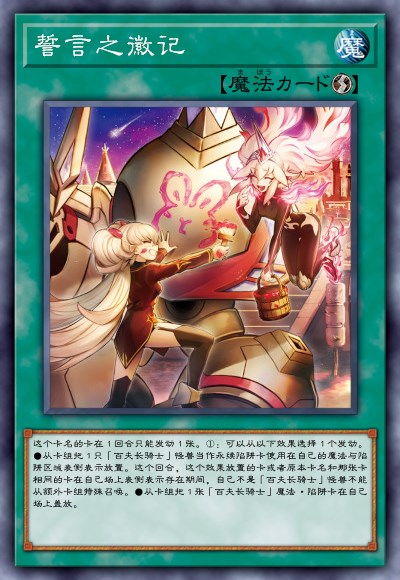 誓言之徽记
魔
【魔法カード】
ま ほう
这个卡名的卡在1回合只能发动1张。①：可以从以下效果选择1个发动。
●从卡组把1只「百夫长骑士」怪兽当作永续陷阱卡使用在自己的魔法与陷
阱区域表侧表示放置。这个回合，这个效果放置的卡或者原本卡名和那张卡
相同的卡在自己场上表侧表示存在期间，自己不是「百夫长骑士」怪兽不能
从额外卡组特殊召唤。●从卡组把1张「百夫长骑士」魔法·陷阱卡在自己
场上盖放。